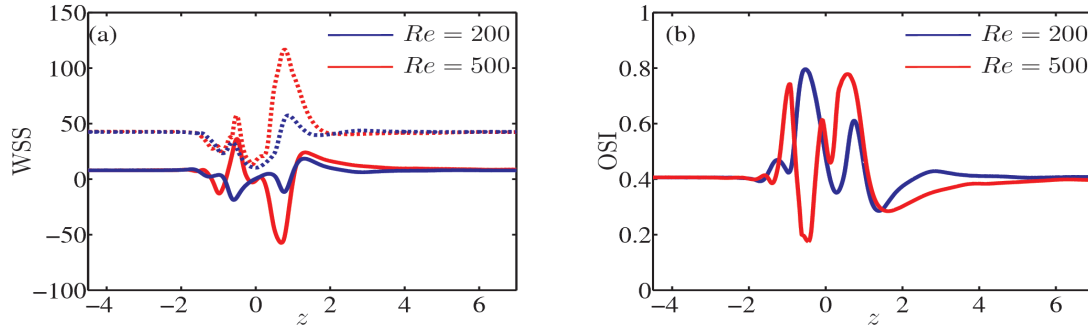 (a)
Re = 200
Re = 500
WSS
150
100
50
0
−50
−100
−4 −2 0 2 4 6
z
(b)
Re = 200
Re = 500
OSI
1
0.8
0.6
0.4
0.2
0
−4 −2 0 2 4 6
z